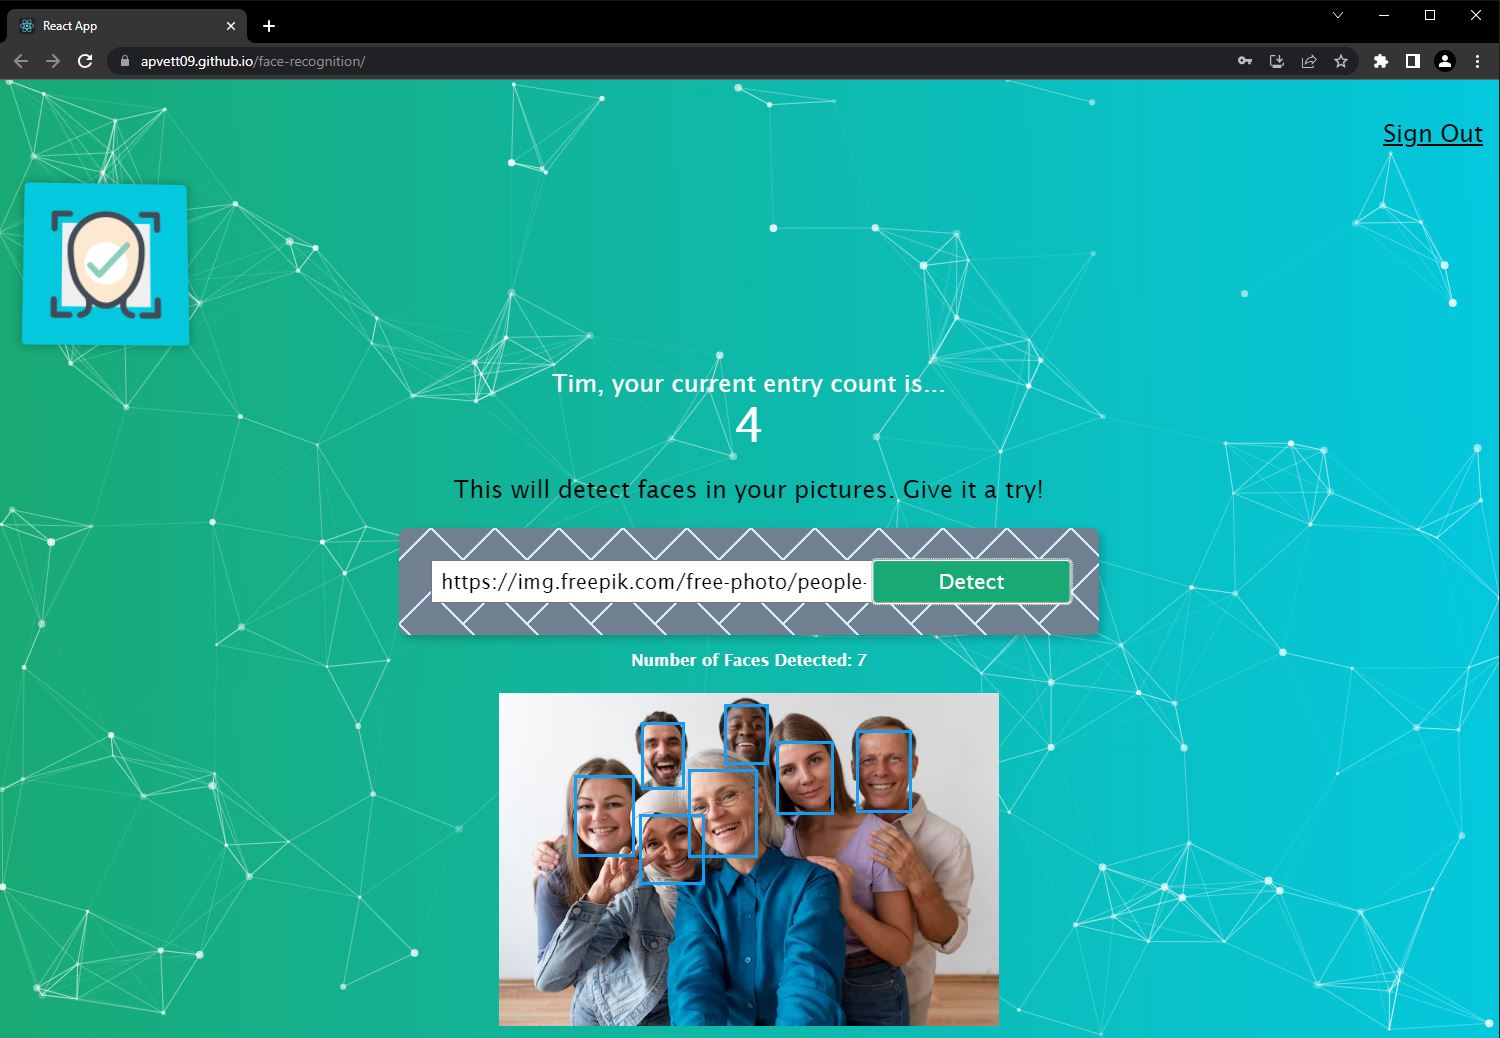 React App
apvett09.github.io/face-recognition/
Sign Out
Tim, your current entry count is...
4
This will detect faces in your pictures. Give it a try!
https://img.freepik.com/free-photo/people-
Detect
Number of Faces Detected: 7